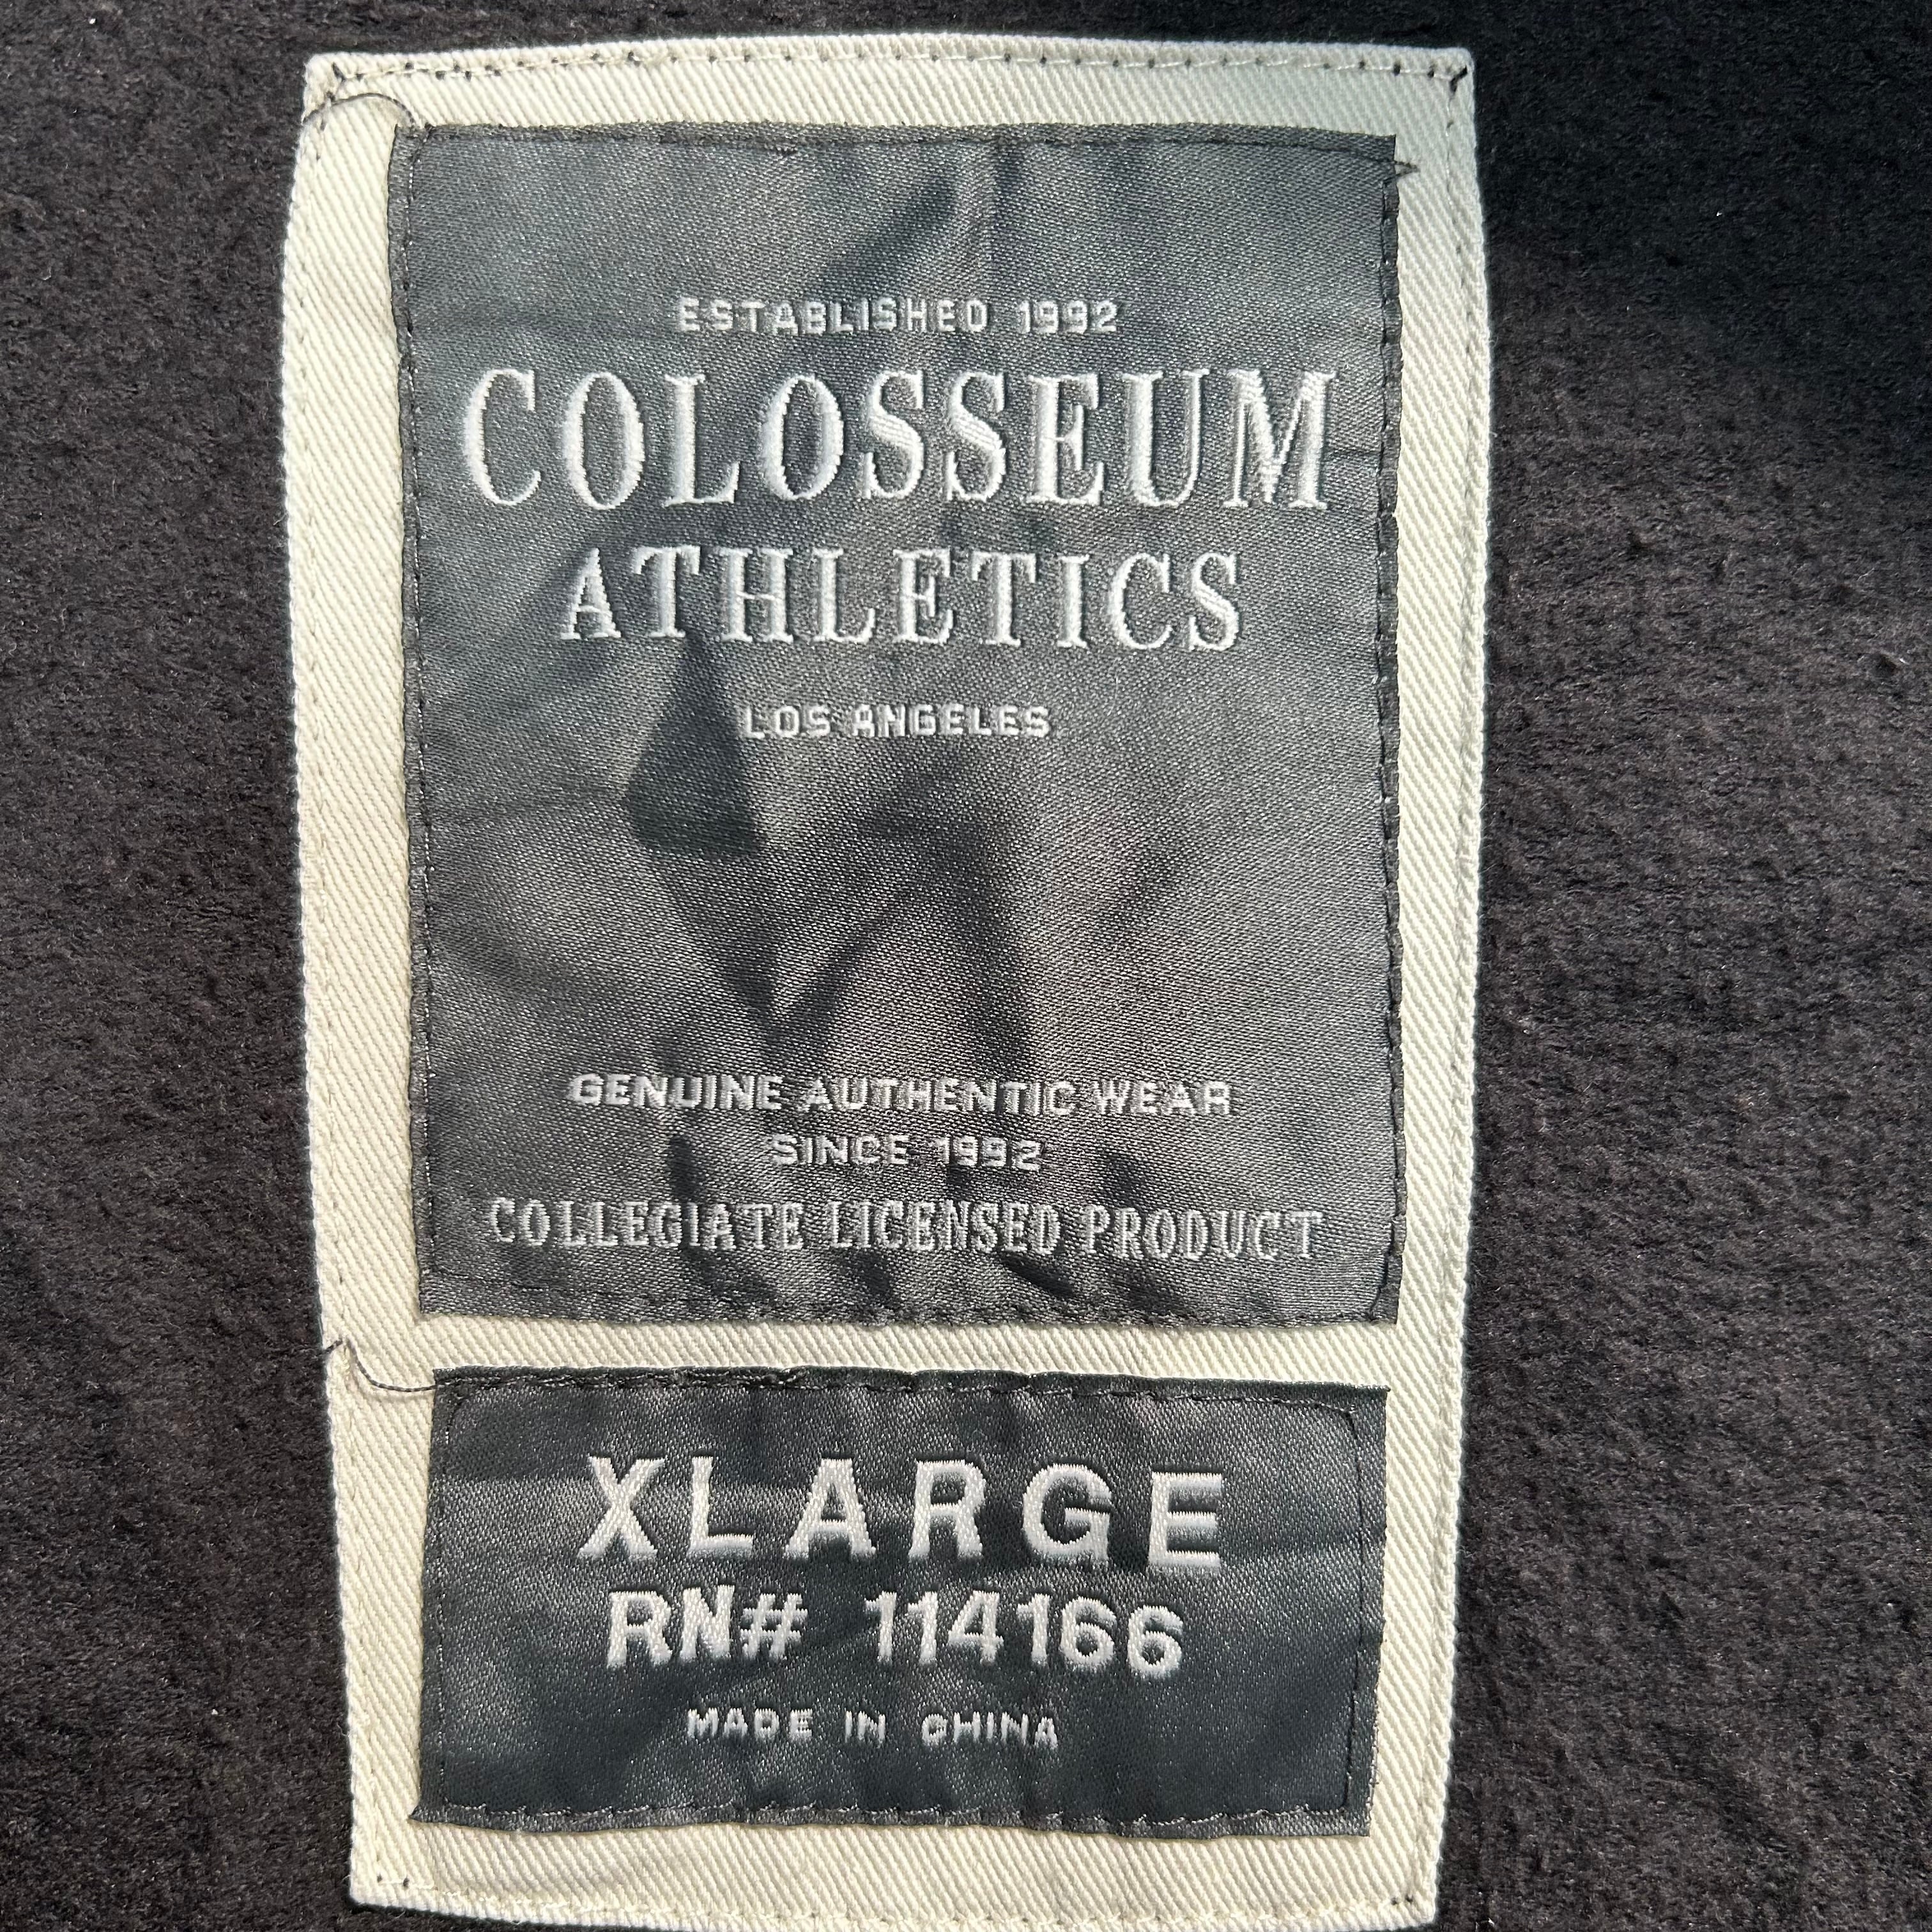 ESTABLISHED 1992
COLOSSEUM
ATHLETICS
LOS ANGELES
GENUINE AUTHENTIC WEAR
SINCE 1992
COLLEGIATE LICENSED PRODUCT
XLARGE
RN# 114166
MADE IN CHINA